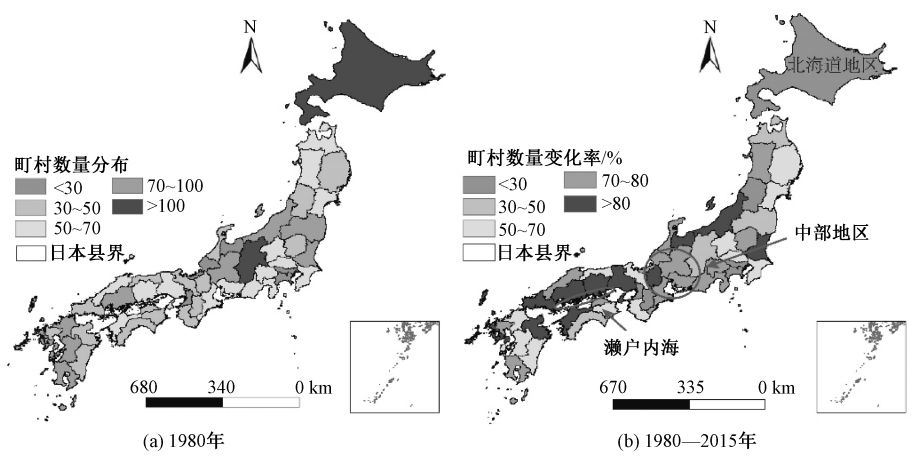 N
町村数量分布
<30
70~100
30~50
>100
50~70
日本县界
680
340
0 km
(a) 1980年
N
北海道地区
町村数量变化率/%
<30
70~80
30~50
>80
50~70
日本县界
中部地区
濑户内海
670
335
0 km
(b) 1980—2015年